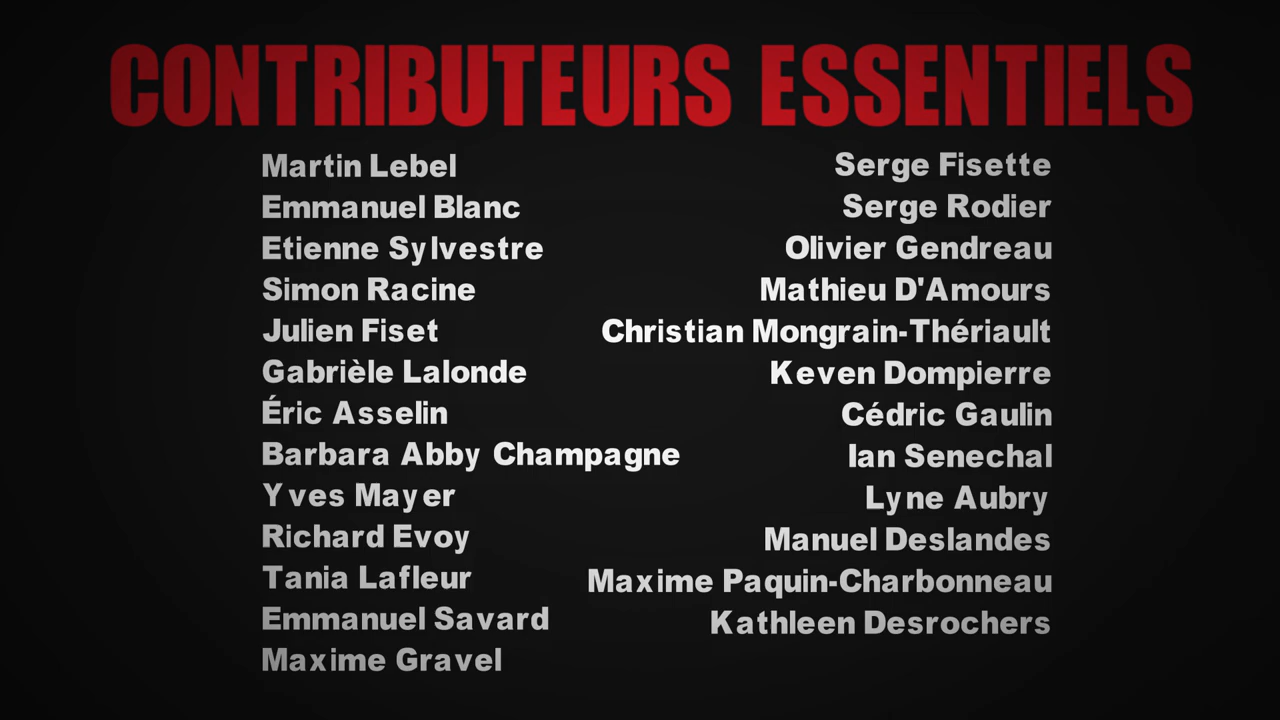 CONTRIBUTEURS ESSENTIELS
Martin Lebel
Emmanuel Blanc
Etienne Sylvestre
Simon Racine
Julien Fiset
Gabrièle Lalonde
Éric Asselin
Barbara Abby Champagne
Yves Mayer
Richard Evoy
Tania Lafleur
Emmanuel Savard
Maxime Gravel
Serge Fisette
Serge Rodier
Olivier Gendreau
Mathieu D'Amours
Christian Mongrain-Thériault
Keven Dompierre
Cédric Gaulin
Ian Senechal
Lyne Aubry
Manuel Deslandes
Maxime Paquin-Charbonneau
Kathleen Desrochers